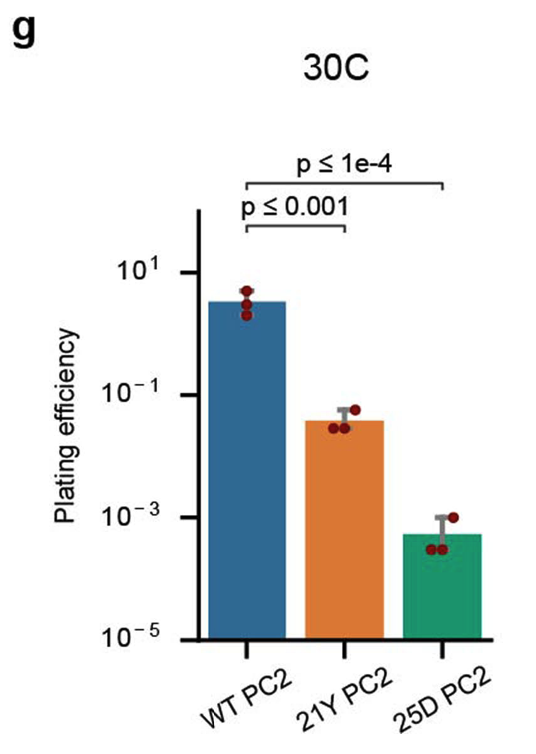 g
30C
p ≤ 1e-4
p ≤ 0.001
Plating efficiency
10¹
10⁻¹
10⁻³
10⁻⁵
WT PC2
21Y PC2
25D PC2